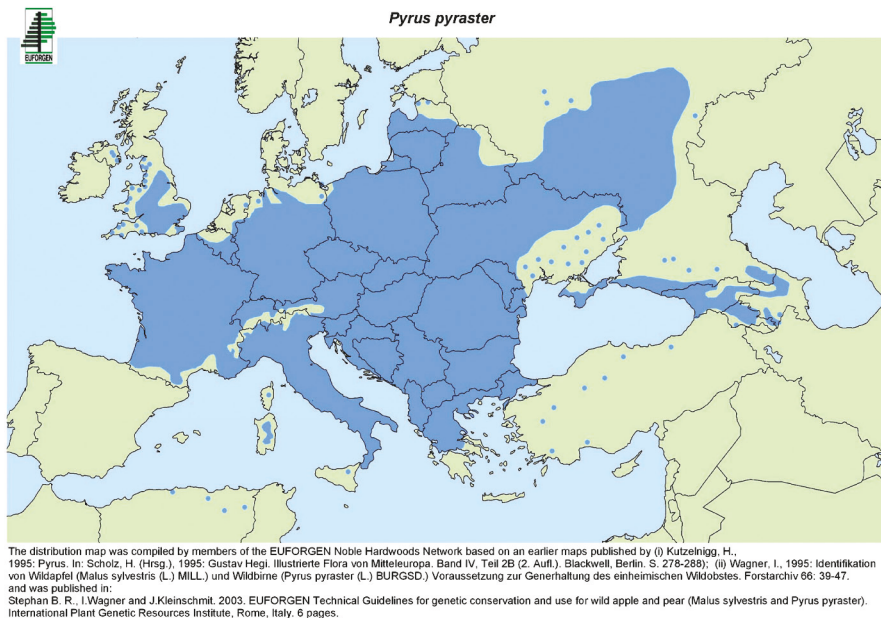 Pyrus pyraster
EUFORGEN
The distribution map was compiled by members of the EUFORGEN Noble Hardwoods Network based on an earlier maps published by (i) Kutzelnigg, H.,
1995: Pyrus. In: Scholz, H. (Hrsg.), 1995: Gustav Hegi. Illustrierte Flora von Mitteleuropa. Band IV, Teil 2B (2. Aufl.). Blackwell, Berlin. S. 278-288); (ii) Wagner, I., 1995: Identifikation
von Wildapfel (Malus sylvestris (L.) MILL.) und Wildbirne (Pyrus pyraster (L.) BURGSD.) Voraussetzung zur Generhaltung des einheimischen Wildobstes. Forstarchiv 66: 39-47.
and was published in:
Stephan B. R., I.Wagner and J.Kleinschmit. 2003. EUFORGEN Technical Guidelines for genetic conservation and use for wild apple and pear (Malus sylvestris and Pyrus pyraster).
International Plant Genetic Resources Institute, Rome, Italy. 6 pages.